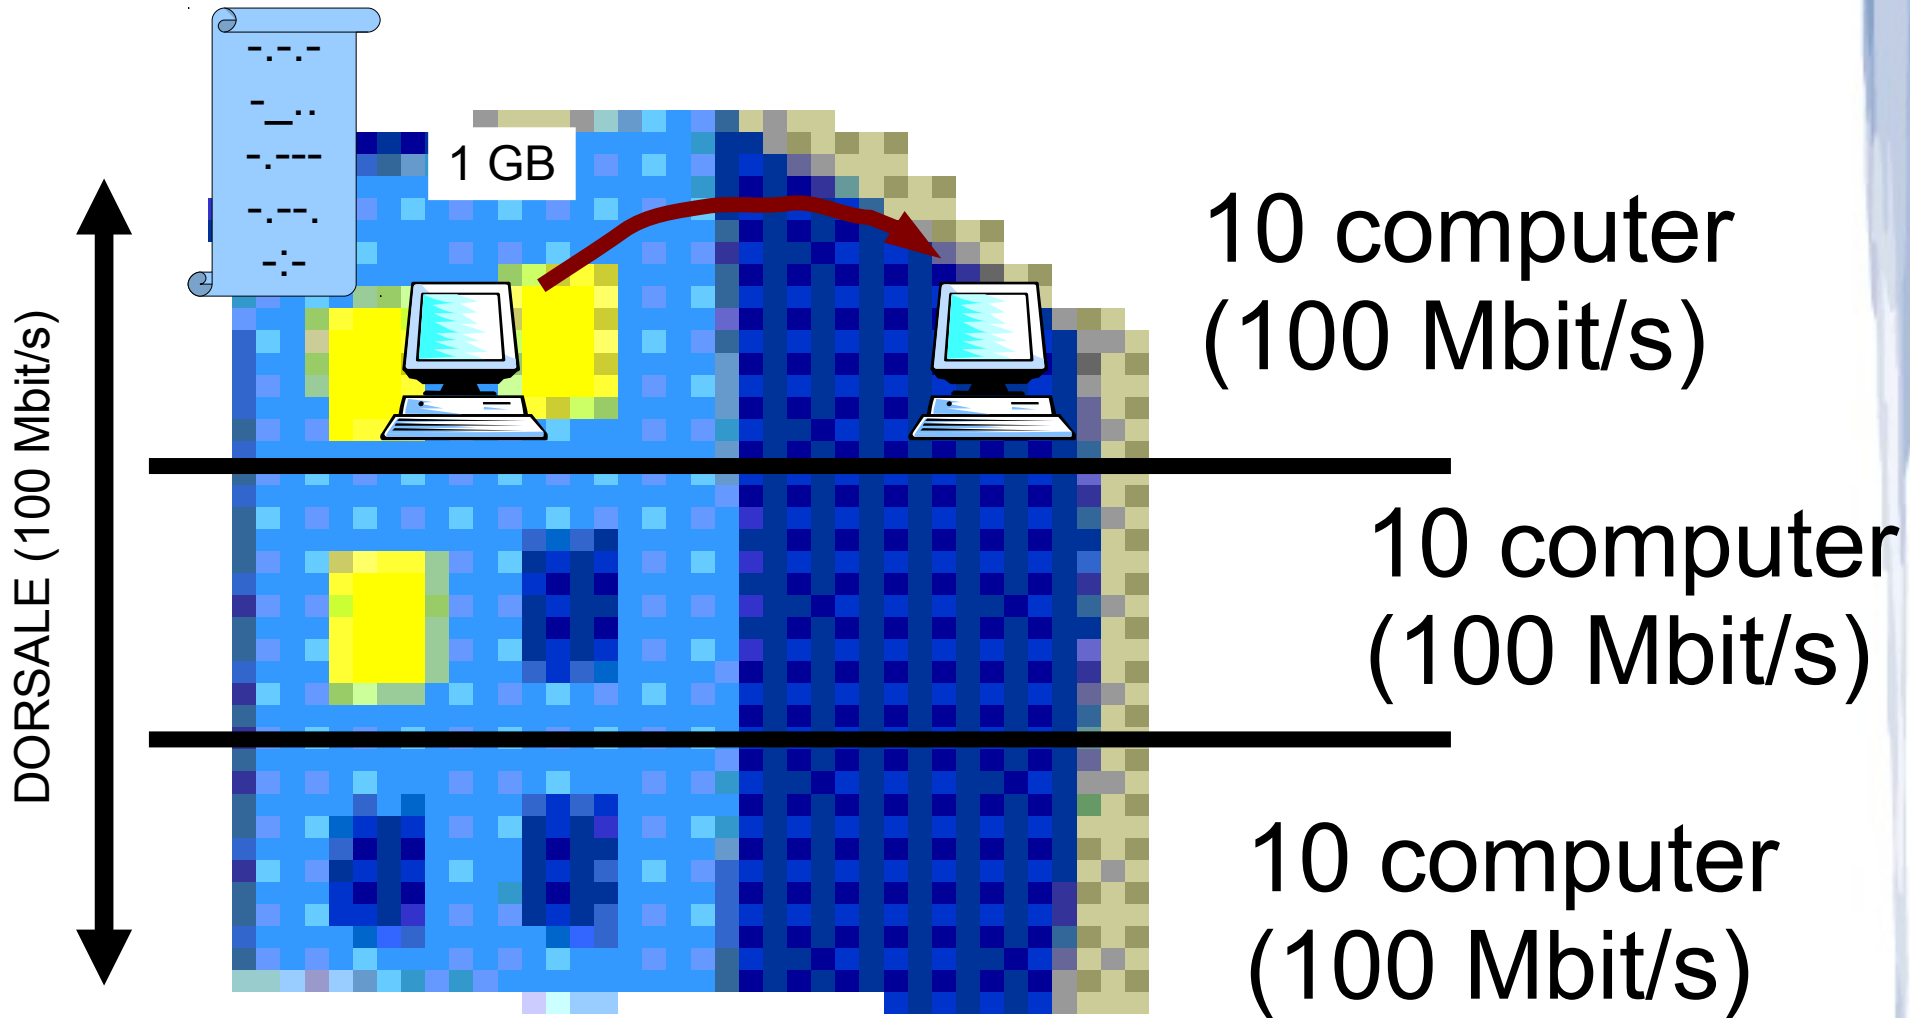 1 GB
DORSALE (100 Mbit/s)
10 computer
(100 Mbit/s)
10 computer
(100 Mbit/s)
10 computer
(100 Mbit/s)